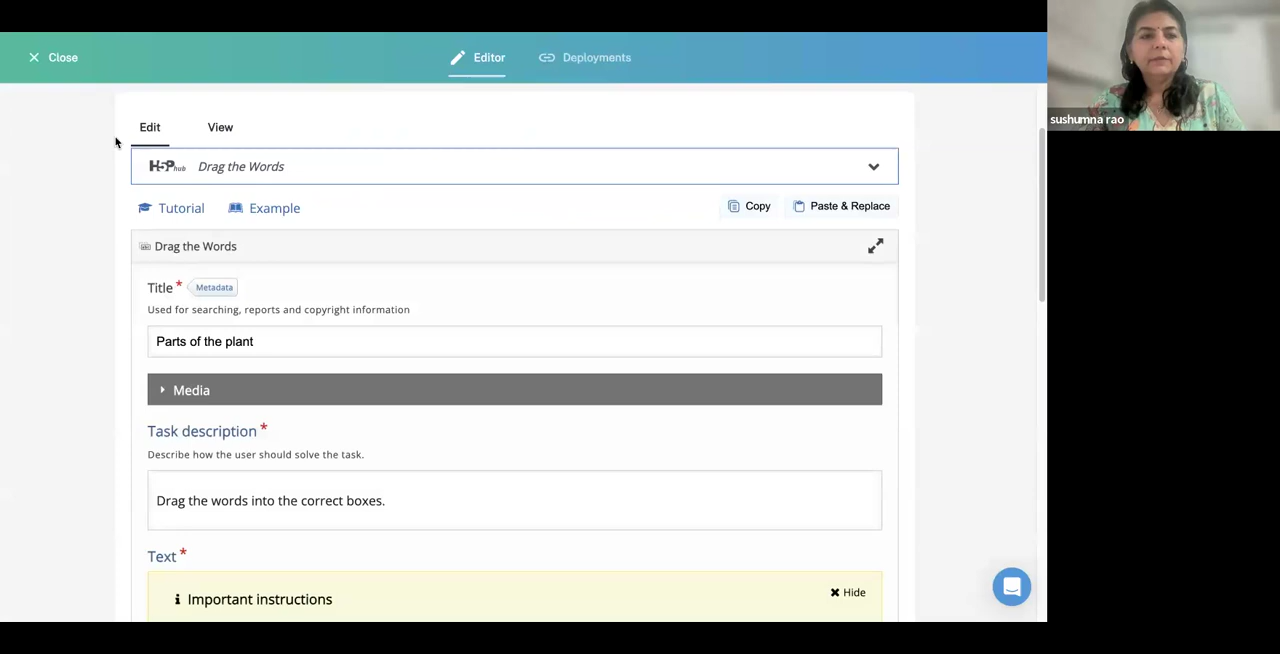 Close
Editor
Deployments
sushumna rao
Edit
View
H5P hub Drag the Words
Tutorial
Example
Copy
Paste & Replace
Drag the Words
Title * Metadata
Used for searching, reports and copyright information
Parts of the plant
Media
Task description *
Describe how the user should solve the task.
Drag the words into the correct boxes.
Text *
Important instructions
Hide